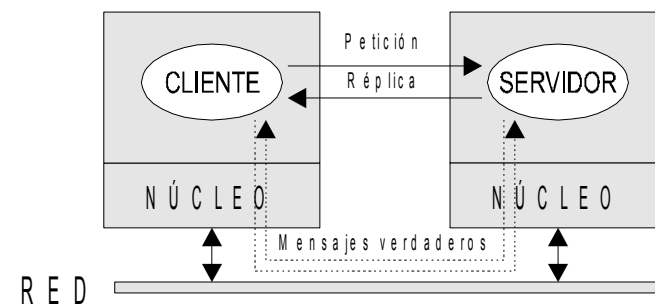 Petición
CLIENTE
SERVIDOR
Réplica
NÚCLEO
NÚCLEO
Mensajes verdaderos
RED